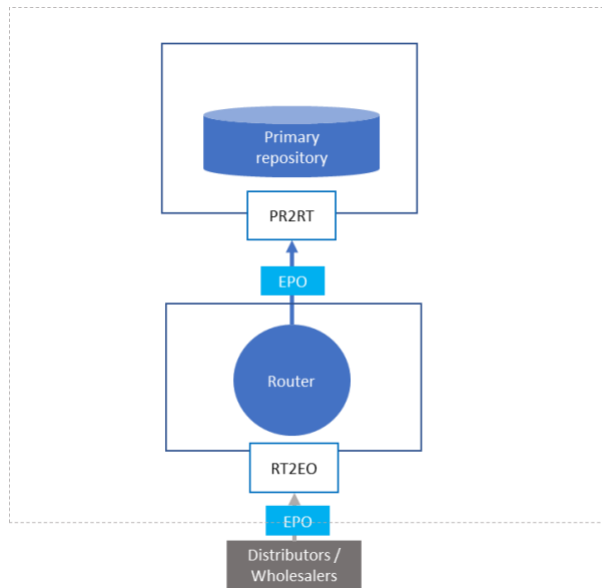 Primary
repository
PR2RT
EPO
Router
RT2EO
EPO
Distributors /
Wholesalers